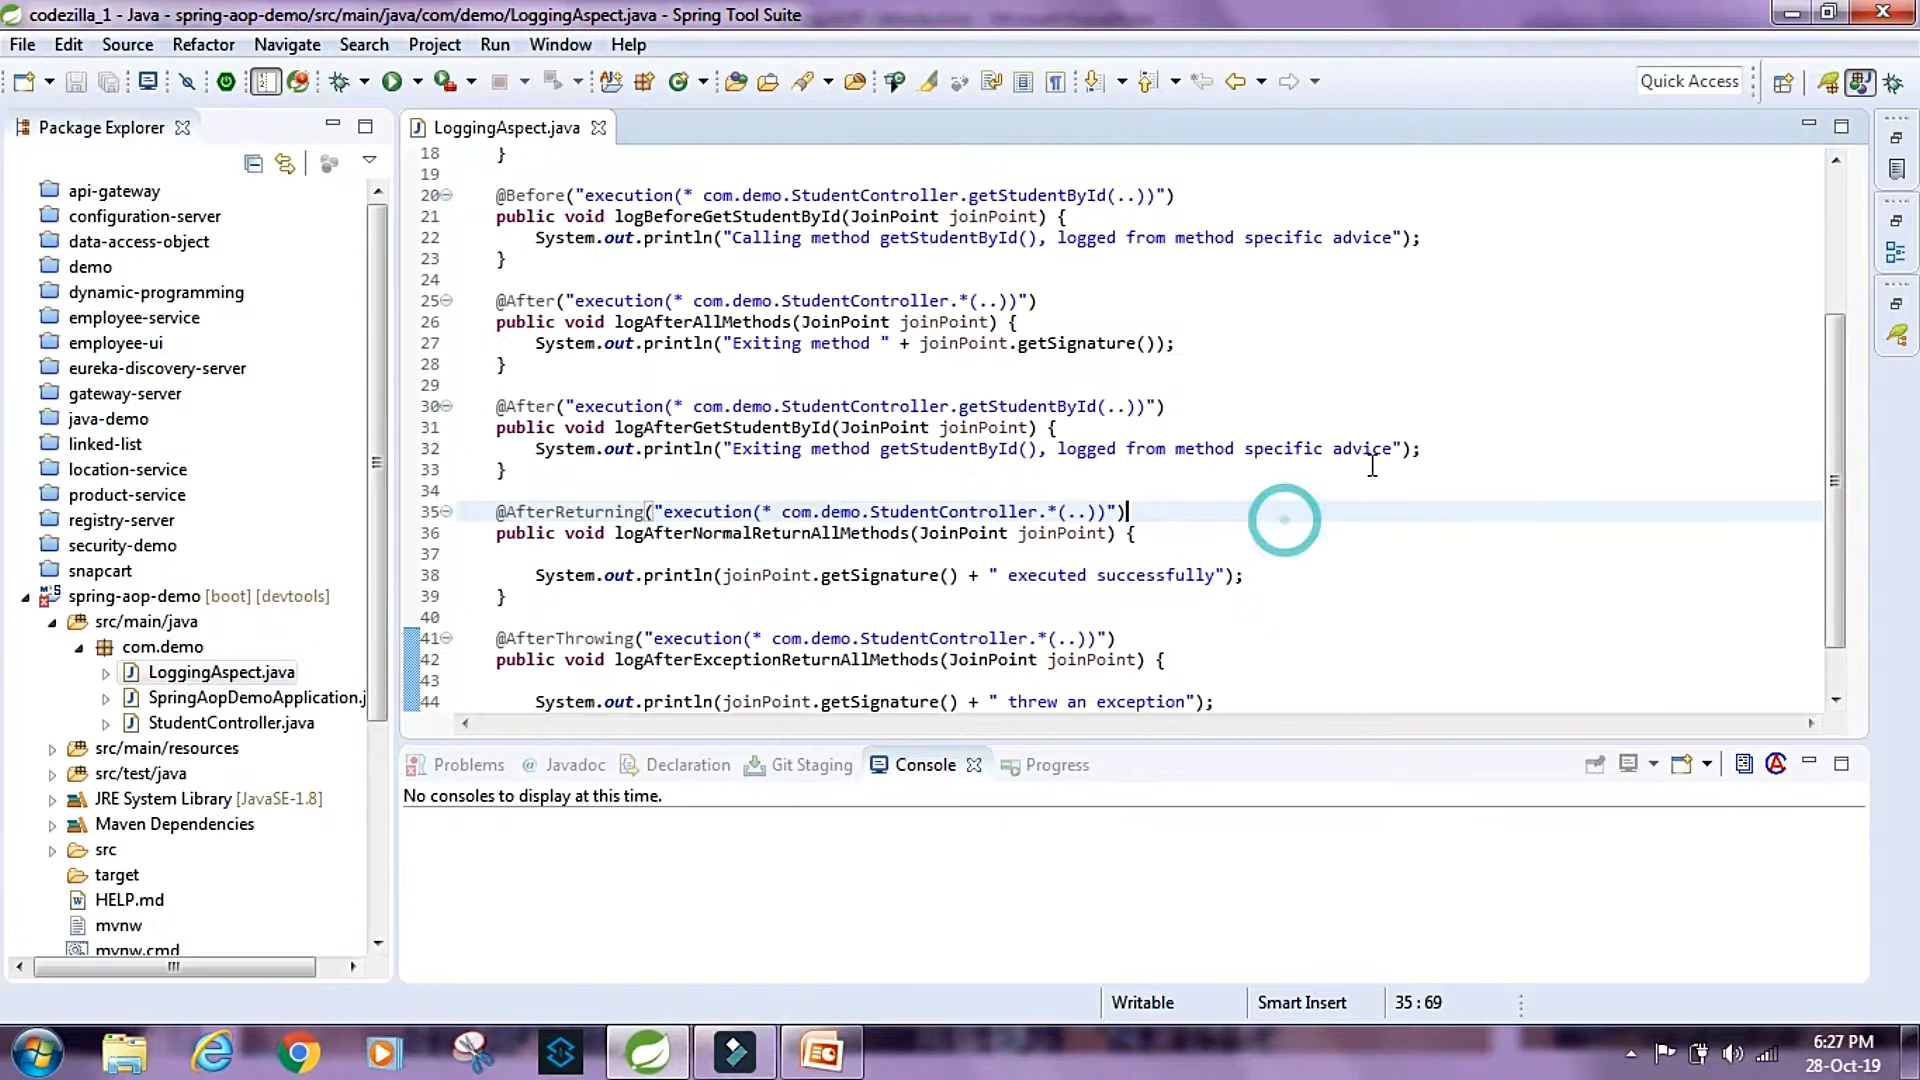 codezilla_1 - Java - spring-aop-demo/src/main/java/com/demo/LoggingAspect.java - Spring Tool Suite
File Edit Source Refactor Navigate Search Project Run Window Help
Quick Access
Package Explorer
LoggingAspect.java
api-gateway
configuration-server
data-access-object
demo
dynamic-programming
employee-service
employee-ui
eureka-discovery-server
gateway-server
java-demo
linked-list
location-service
product-service
registry-server
security-demo
snapcart
spring-aop-demo [boot] [devtools]
src/main/java
com.demo
LoggingAspect.java
SpringAopDemoApplication.j
StudentController.java
src/main/resources
src/test/java
JRE System Library [JavaSE-1.8]
Maven Dependencies
src
target
HELP.md
mvnw
mvnw.cmd
18 }
19
20 @Before("execution(* com.demo.StudentController.getStudentById(..))")
21 public void logBeforeGetStudentById(JoinPoint joinPoint) {
22 System.out.println("Calling method getStudentById(), logged from method specific advice");
23 }
24
25 @After("execution(* com.demo.StudentController.*(..))")
26 public void logAfterAllMethods(JoinPoint joinPoint) {
27 System.out.println("Exiting method " + joinPoint.getSignature());
28 }
29
30 @After("execution(* com.demo.StudentController.getStudentById(..))")
31 public void logAfterGetStudentById(JoinPoint joinPoint) {
32 System.out.println("Exiting method getStudentById(), logged from method specific advice");
33 }
34
35 @AfterReturning("execution(* com.demo.StudentController.*(..))")
36 public void logAfterNormalReturnAllMethods(JoinPoint joinPoint) {
37
38 System.out.println(joinPoint.getSignature() + " executed successfully");
39 }
40
41 @AfterThrowing("execution(* com.demo.StudentController.*(..))")
42 public void logAfterExceptionReturnAllMethods(JoinPoint joinPoint) {
43
44 System.out.println(joinPoint.getSignature() + " threw an exception");
Problems @ Javadoc Declaration Git Staging Console Progress
No consoles to display at this time.
Writable Smart Insert 35 : 69
6:27 PM
28-Oct-19